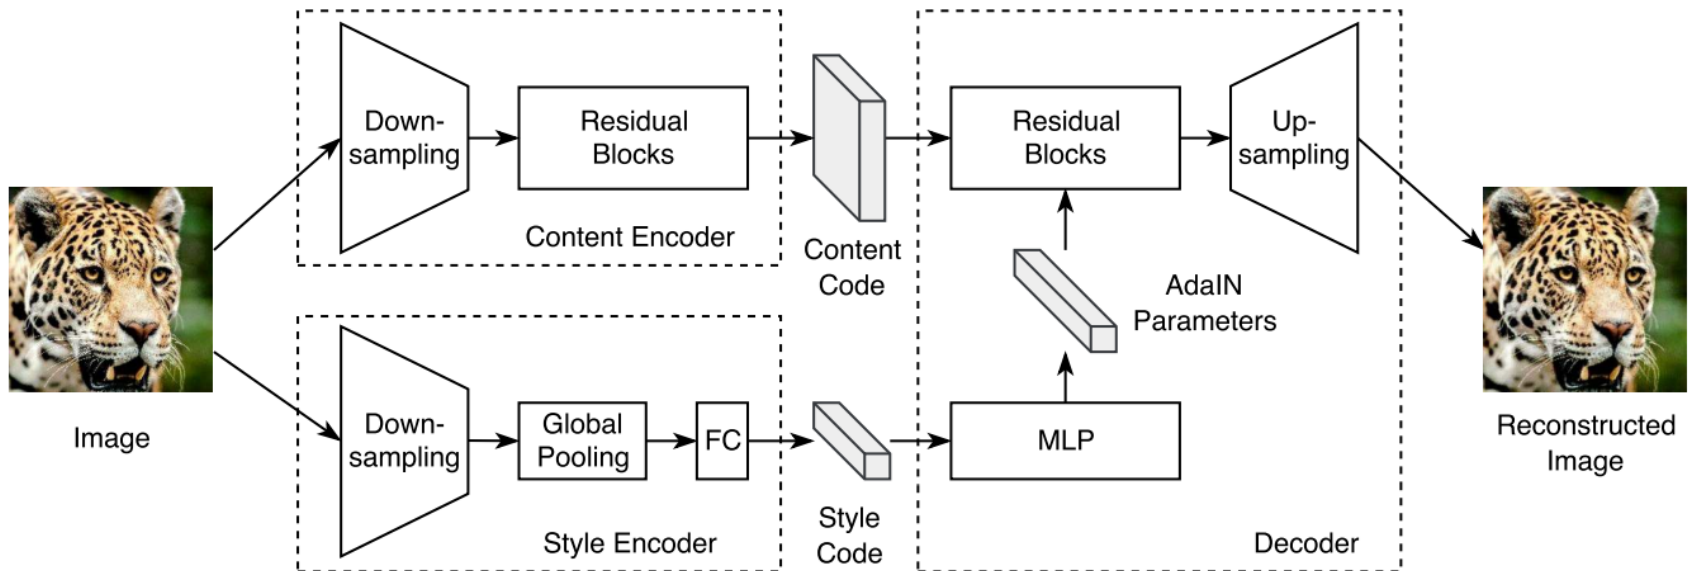 Image
Down-
sampling
Residual
Blocks
Content Encoder
Content
Code
Down-
sampling
Global
Pooling
FC
Style Encoder
Style
Code
Residual
Blocks
Up-
sampling
AdaIN
Parameters
MLP
Decoder
Reconstructed
Image